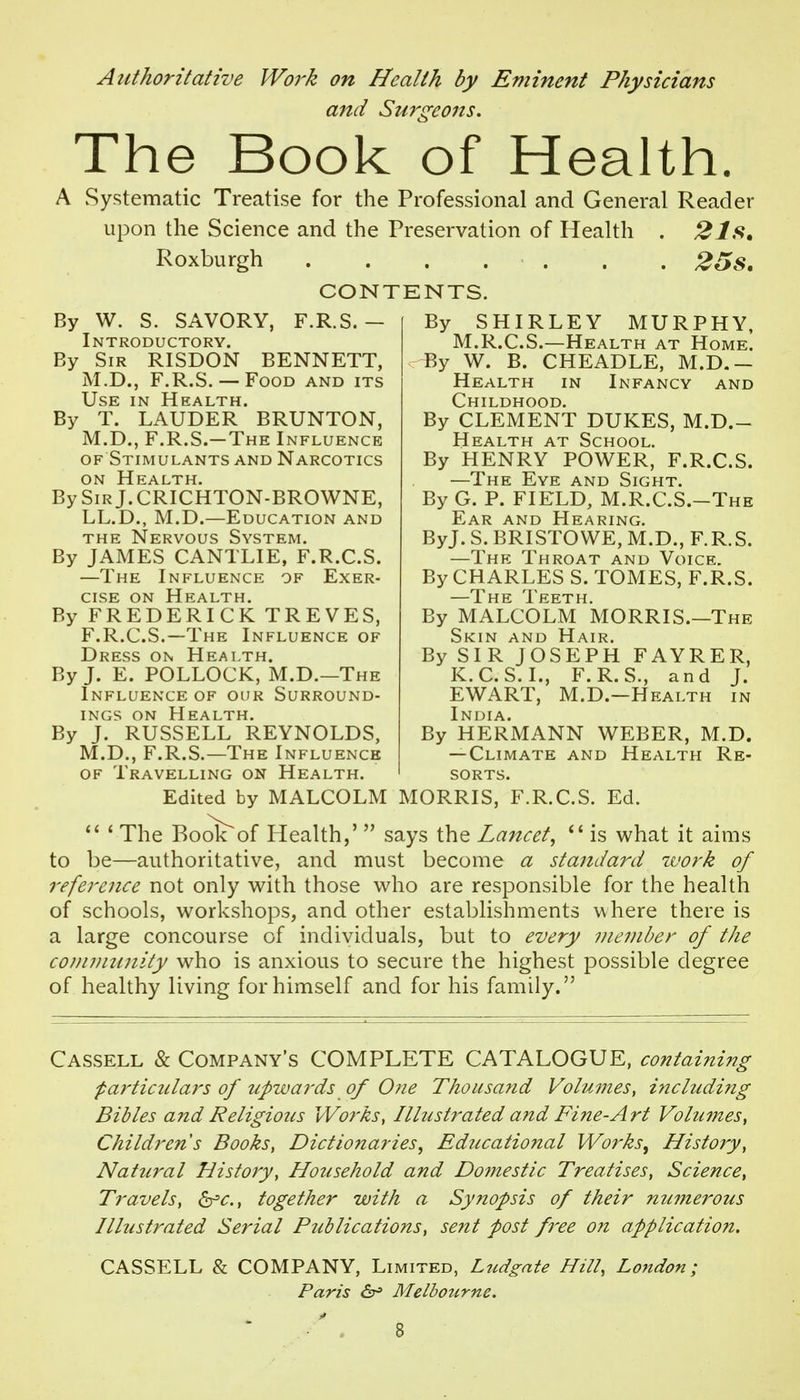 Authoritative Work on Health by Eminent Physicians
and Surgeons.
The Book of Health.
A Systematic Treatise for the Professional and General Reader
upon the Science and the Preservation of Health . 21s.
Roxburgh . . . . . . . 25s.
CONTENTS.
By W. S. SAVORY, F.R.S. —
INTRODUCTORY.
By SIR RISDON BENNETT,
M.D., F.R.S. — FOOD AND ITS
USE IN HEALTH.
By T. LAUDER BRUNTON,
M.D., F.R.S.—THE INFLUENCE
OF STIMULANTS AND NARCOTICS
ON HEALTH.
By SIR J. CRICHTON-BROWNE,
LL.D., M.D.—EDUCATION AND
THE NERVOUS SYSTEM.
By JAMES CANTLIE, F.R.C.S.
—THE INFLUENCE OF EXER-
CISE ON HEALTH.
By FREDERICK TREVES,
F.R.C.S.—THE INFLUENCE OF
DRESS ON HEALTH.
By J. E. POLLOCK, M.D.—THE
INFLUENCE OF OUR SURROUND-
INGS ON HEALTH.
By J. RUSSELL REYNOLDS,
M.D., F.R.S.—THE INFLUENCE
OF TRAVELLING ON HEALTH.
By SHIRLEY MURPHY,
M.R.C.S.—HEALTH AT HOME.
By W. B. CHEADLE, M.D.—
HEALTH IN INFANCY AND
CHILDHOOD.
By CLEMENT DUKES, M.D.—
HEALTH AT SCHOOL.
By HENRY POWER, F.R.C.S.
—THE EYE AND SIGHT.
By G. P. FIELD, M.R.C.S.—THE
EAR AND HEARING.
By J. S. BRISTOWE, M.D., F.R.S.
—THE THROAT AND VOICE.
By CHARLES S. TOMES, F.R.S.
—THE TEETH.
By MALCOLM MORRIS.—THE
SKIN AND HAIR.
By SIR JOSEPH FAYRER,
K.C.S.I., F.R.S., and J.
EWART, M.D.—HEALTH IN
INDIA.
By HERMANN WEBER, M.D.
—CLIMATE AND HEALTH RE-
SORTS.
Edited by MALCOLM MORRIS, F.R.C.S. Ed.
“ ‘The Book of Health,’ ” says the Lancet, “is what it aims
to be—authoritative, and must become a standard work of
reference not only with those who are responsible for the health
of schools, workshops, and other establishments where there is
a large concourse of individuals, but to every member of the
community who is anxious to secure the highest possible degree
of healthy living for himself and for his family.”
CASSELL & COMPANY'S COMPLETE CATALOGUE, containing
particulars of upwards of One Thousand Volumes, including
Bibles and Religious Works, Illustrated and Fine-Art Volumes,
Children's Books, Dictionaries, Educational Works, History,
Natural History, Household and Domestic Treatises, Science,
Travels, &c., together with a Synopsis of their numerous
Illustrated Serial Publications, sent post free on application.
CASSELL & COMPANY, LIMITED, Ludgate Hill, London;
Paris & Melbourne.
8